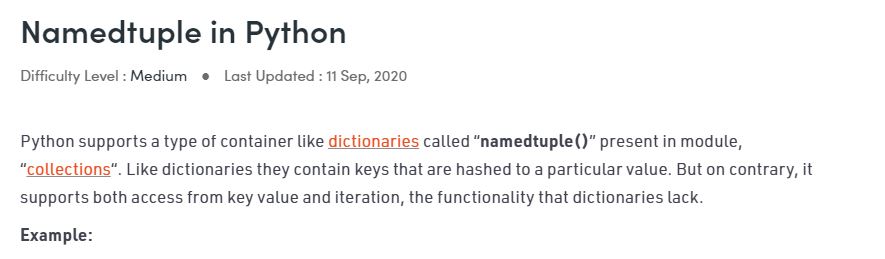 Namedtuple in Python
Difficulty Level : Medium ● Last Updated : 11 Sep, 2020
Python supports a type of container like dictionaries called “namedtuple()” present in module,
“collections“. Like dictionaries they contain keys that are hashed to a particular value. But on contrary, it
supports both access from key value and iteration, the functionality that dictionaries lack.
Example: